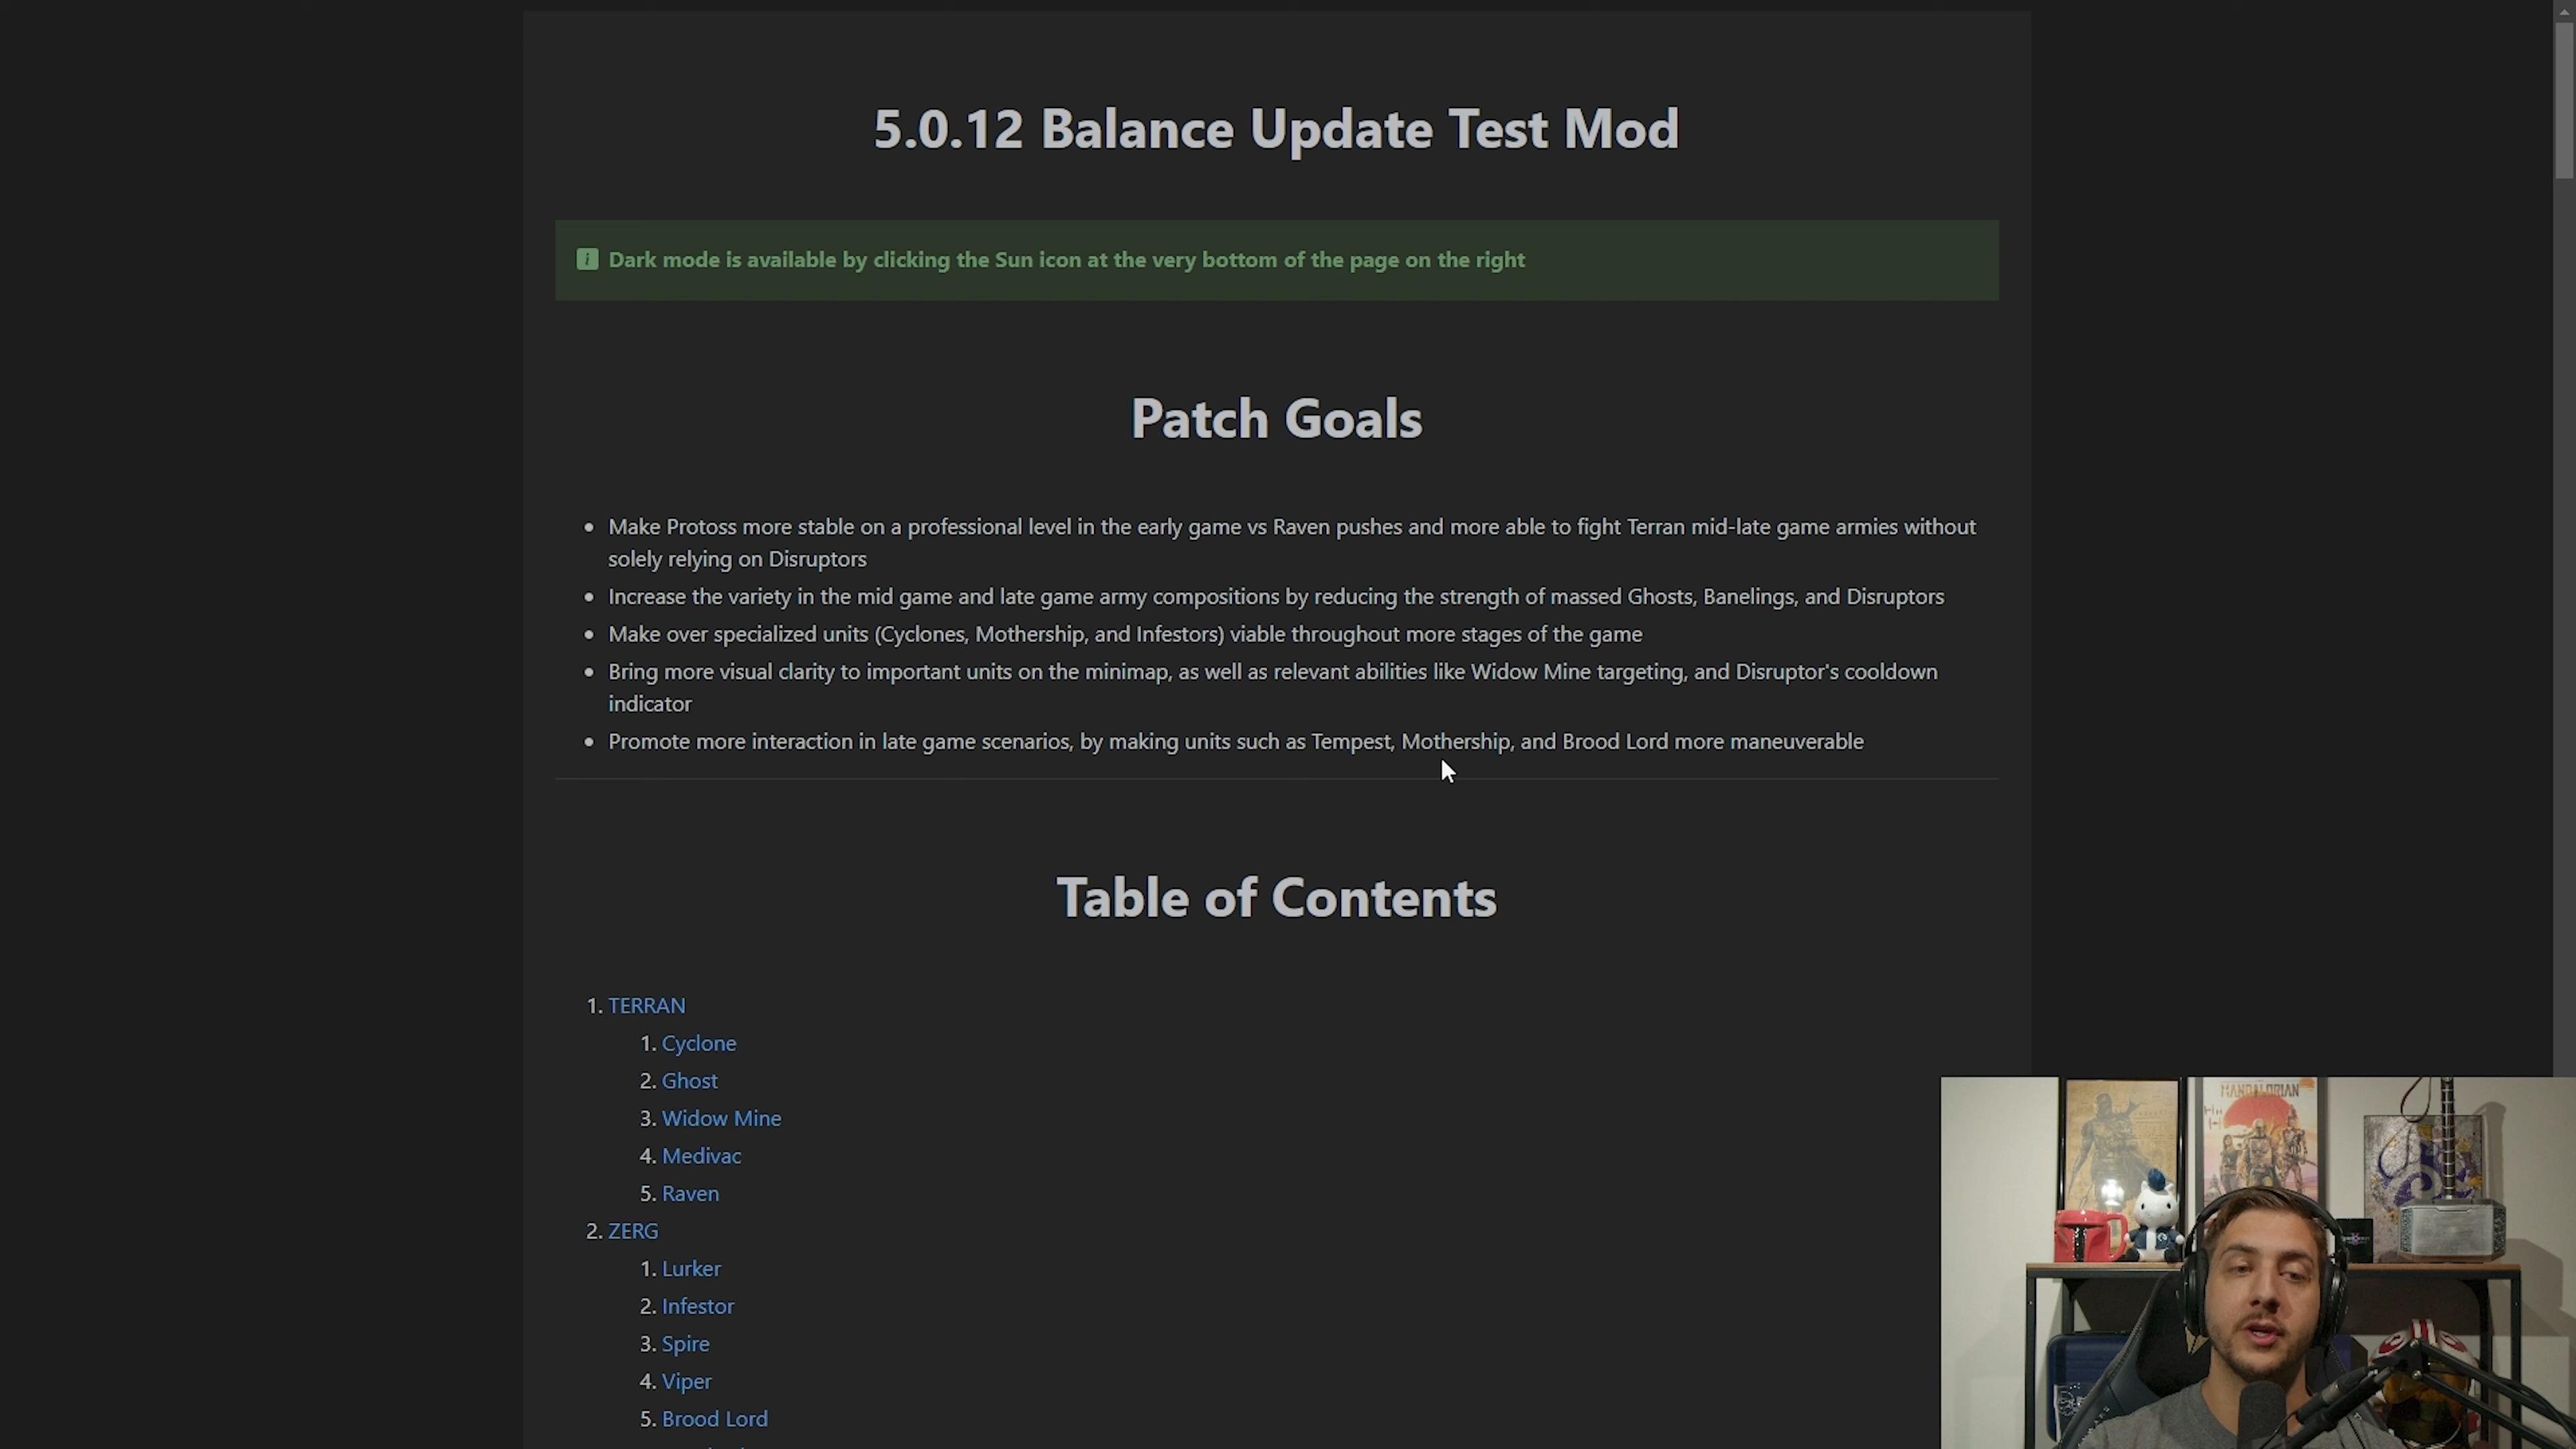 5.0.12 Balance Update Test Mod
i Dark mode is available by clicking the Sun icon at the very bottom of the page on the right
Patch Goals
• Make Protoss more stable on a professional level in the early game vs Raven pushes and more able to fight Terran mid-late game armies without
solely relying on Disruptors
• Increase the variety in the mid game and late game army compositions by reducing the strength of massed Ghosts, Banelings, and Disruptors
• Make over specialized units (Cyclones, Mothership, and Infestors) viable throughout more stages of the game
• Bring more visual clarity to important units on the minimap, as well as relevant abilities like Widow Mine targeting, and Disruptor's cooldown
indicator
• Promote more interaction in late game scenarios, by making units such as Tempest, Mothership, and Brood Lord more maneuverable
Table of Contents
1. TERRAN
1. Cyclone
2. Ghost
3. Widow Mine
4. Medivac
5. Raven
2. ZERG
1. Lurker
2. Infestor
3. Spire
4. Viper
5. Brood Lord
MANDALORIAN